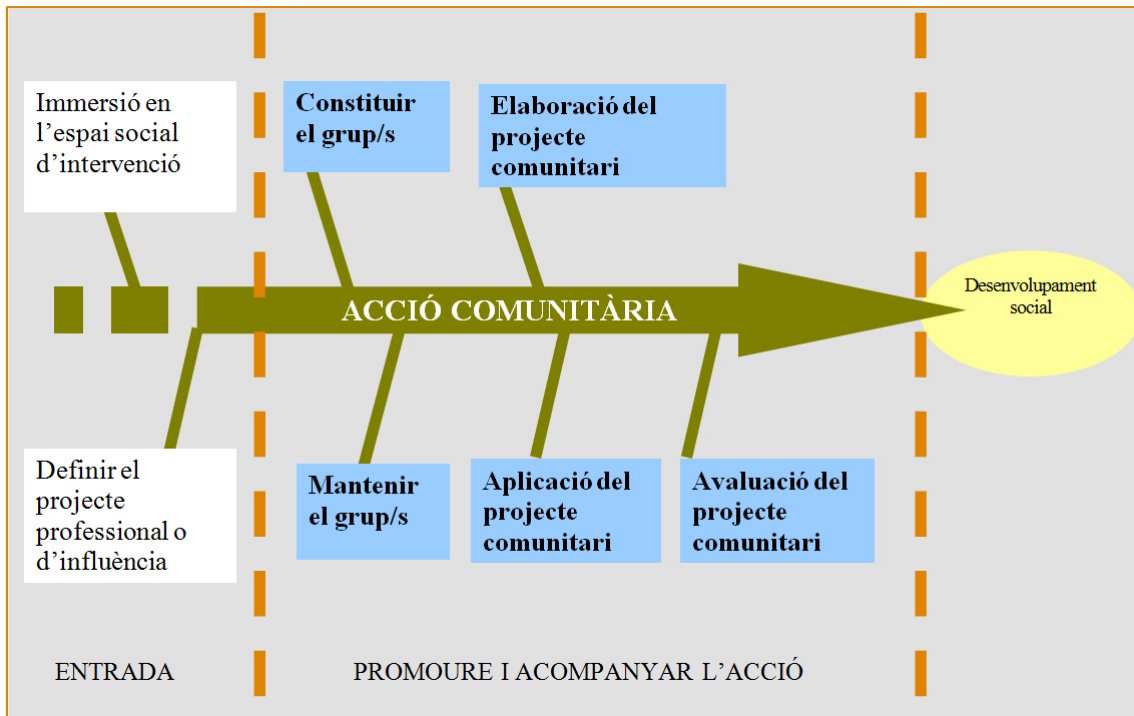 Immersió en
l’espai social
d’intervenció
Constituir
el grup/s
Elaboració del
projecte
comunitari
ACCIÓ COMUNITÀRIA
Desenvolupament
social
Definir el
projecte
professional o
d’influència
Mantenir
el grup/s
Aplicació del
projecte
comunitari
Avaluació del
projecte
comunitari
ENTRADA
PROMOURE I ACOMPANYAR L’ACCIÓ